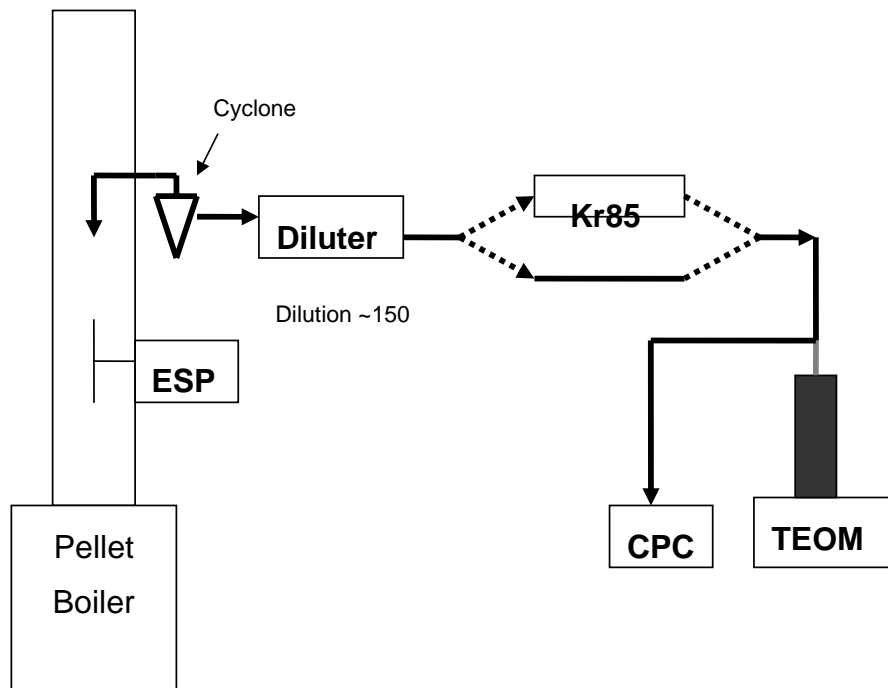 Cyclone
Kr85
Diluter
Dilution ~150
ESP
CPC
TEOM
Pellet
Boiler